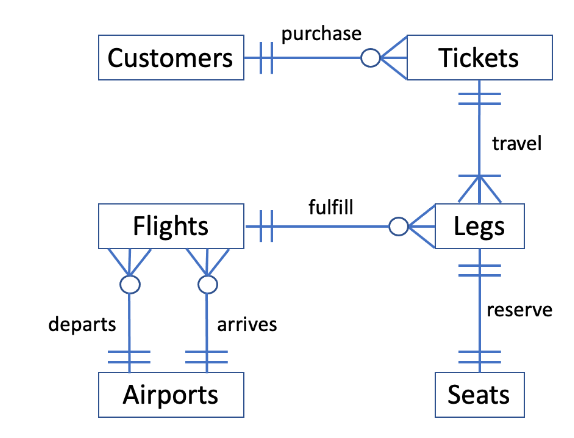 purchase
Customers
Tickets
travel
fulfill
Flights
Legs
departs
arrives
reserve
Airports
Seats